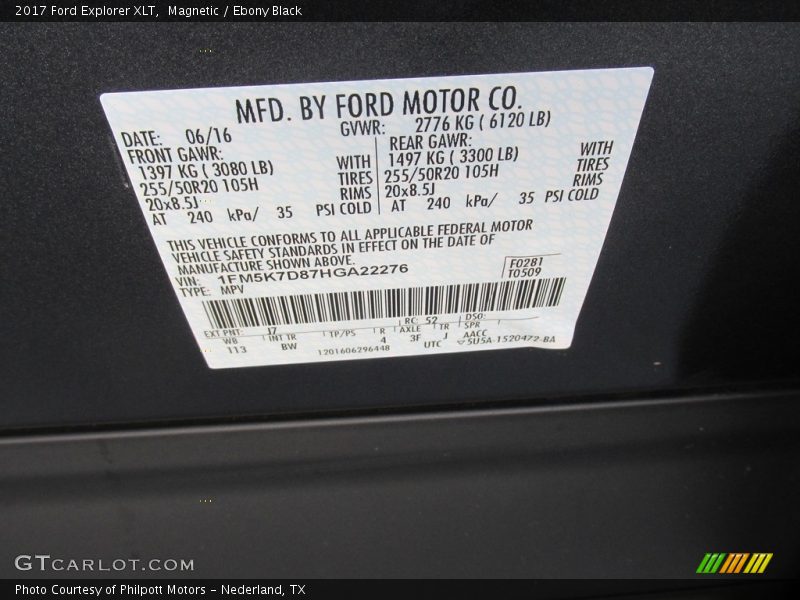 2017 Ford Explorer XLT,  Magnetic / Ebony Black
MFD. BY FORD MOTOR CO.
DATE: 06/16 GVWR: 2776 KG ( 6120 LB)
FRONT GAWR: REAR GAWR:
1397 KG ( 3080 LB) WITH 1497 KG ( 3300 LB) WITH
255/50R20 105H TIRES 255/50R20 105H TIRES
20x8.5J RIMS 20x8.5J RIMS
AT 240 kPa/ 35 PSI COLD AT 240 kPa/ 35 PSI COLD
THIS VEHICLE CONFORMS TO ALL APPLICABLE FEDERAL MOTOR
VEHICLE SAFETY STANDARDS IN EFFECT ON THE DATE OF
MANUFACTURE SHOWN ABOVE.
VIN: 1FM5K7D87HGA22276 F0281
TYPE: MPV T0509
EXT PNT: J7 RC: 52 DSO:
WB INT TR TP/PS R AXLE TR SPR
113 BW 4 3F J AACC
1201606296448 UTC 5U5A-1520472-BA
GTCARLOT.COM
Photo Courtesy of Philpott Motors - Nederland, TX